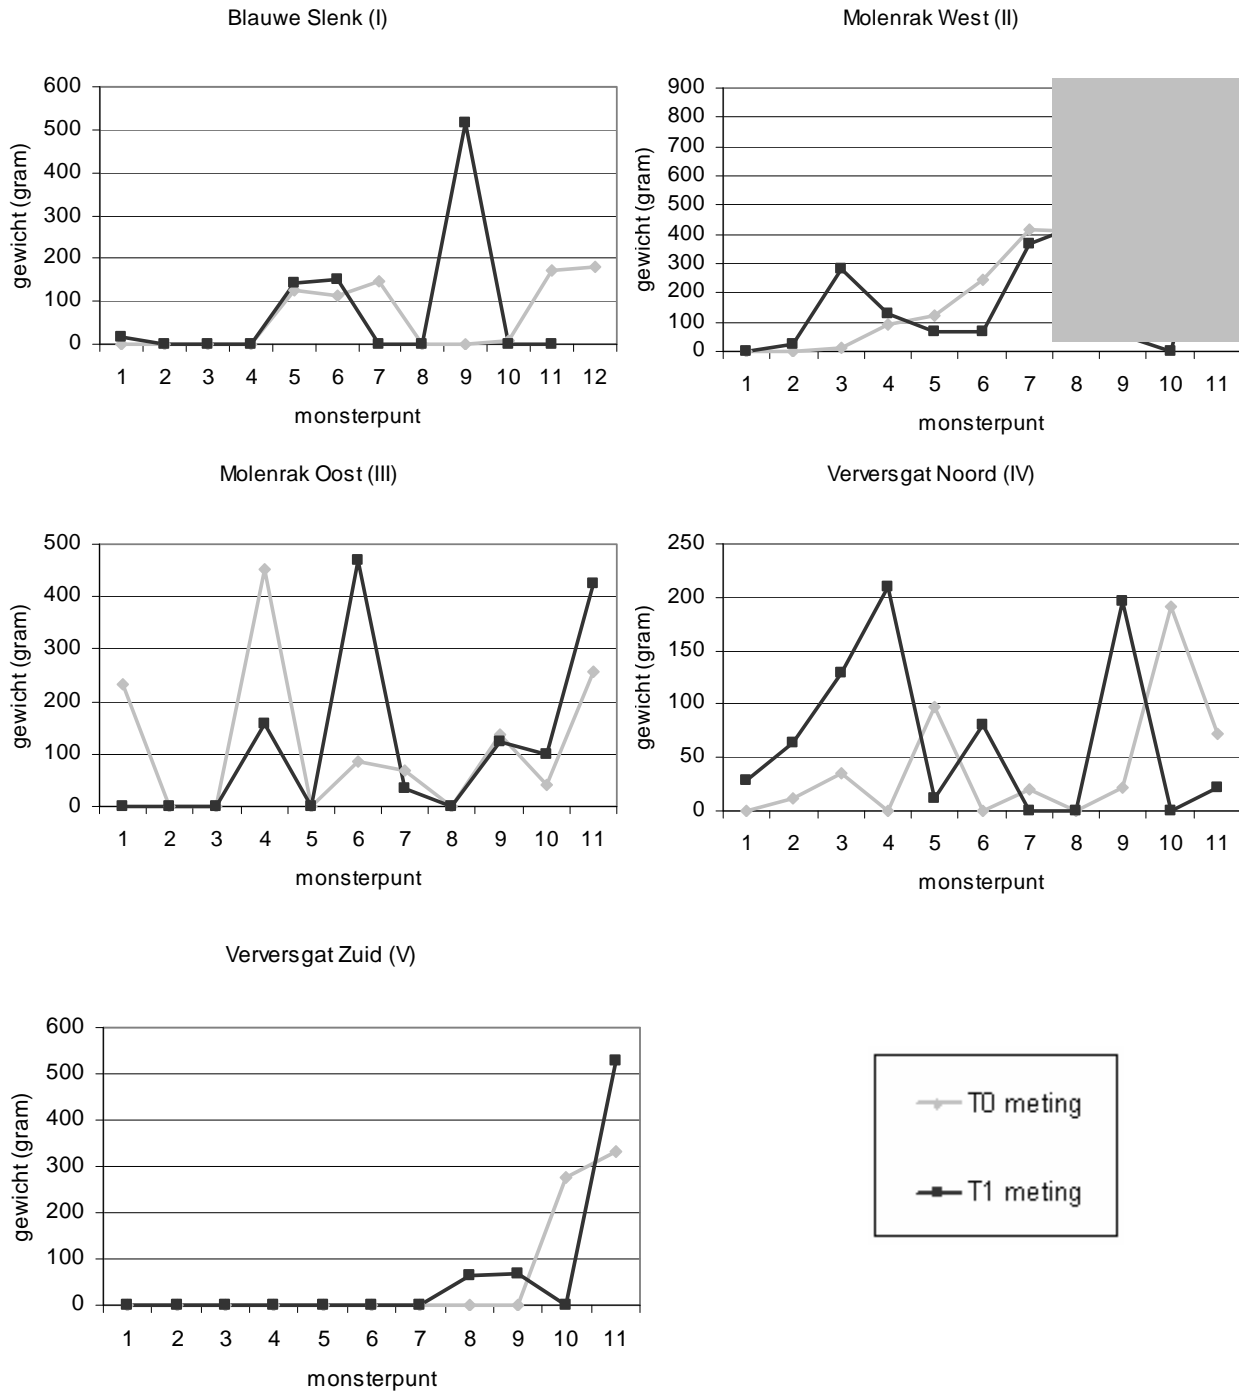 Blauwe Slenk (I)
gewicht (gram)
600
500
400
300
200
100
0
1 2 3 4 5 6 7 8 9 10 11 12
monsterpunt
Molenrak West (II)
gewicht (gram)
900
800
700
600
500
400
300
200
100
0
1 2 3 4 5 6 7 8 9 10 11
monsterpunt
Molenrak Oost (III)
gewicht (gram)
500
400
300
200
100
0
1 2 3 4 5 6 7 8 9 10 11
monsterpunt
Ververs gat Noord (IV)
gewicht (gram)
250
200
150
100
50
0
1 2 3 4 5 6 7 8 9 10 11
monsterpunt
Ververs gat Zuid (V)
gewicht (gram)
600
500
400
300
200
100
0
1 2 3 4 5 6 7 8 9 10 11
monsterpunt
T0 meting
T1 meting